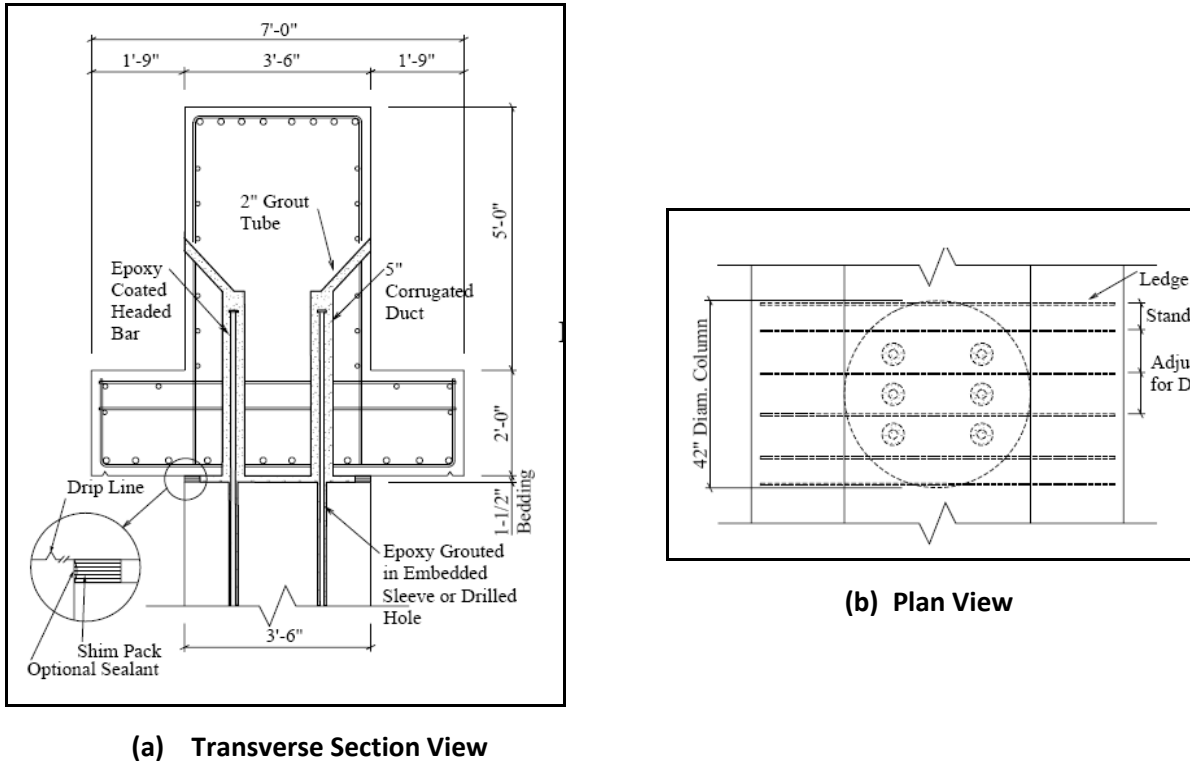 7'-0"
1'-9"
3'-6"
1'-9"
2" Grout
Tube
5'-0"
Epoxy
Coated
Headed
Bar
5"
Corrugated
Duct
2'-0"
Drip Line
1-1/2"
Bedding
Epoxy Grouted
in Embedded
Sleeve or Drilled
Hole
Shim Pack
Optional Sealant
3'-6"
(a) Transverse Section View
42" Diam. Column
Ledge
Stand
Adju
for D
(b) Plan View